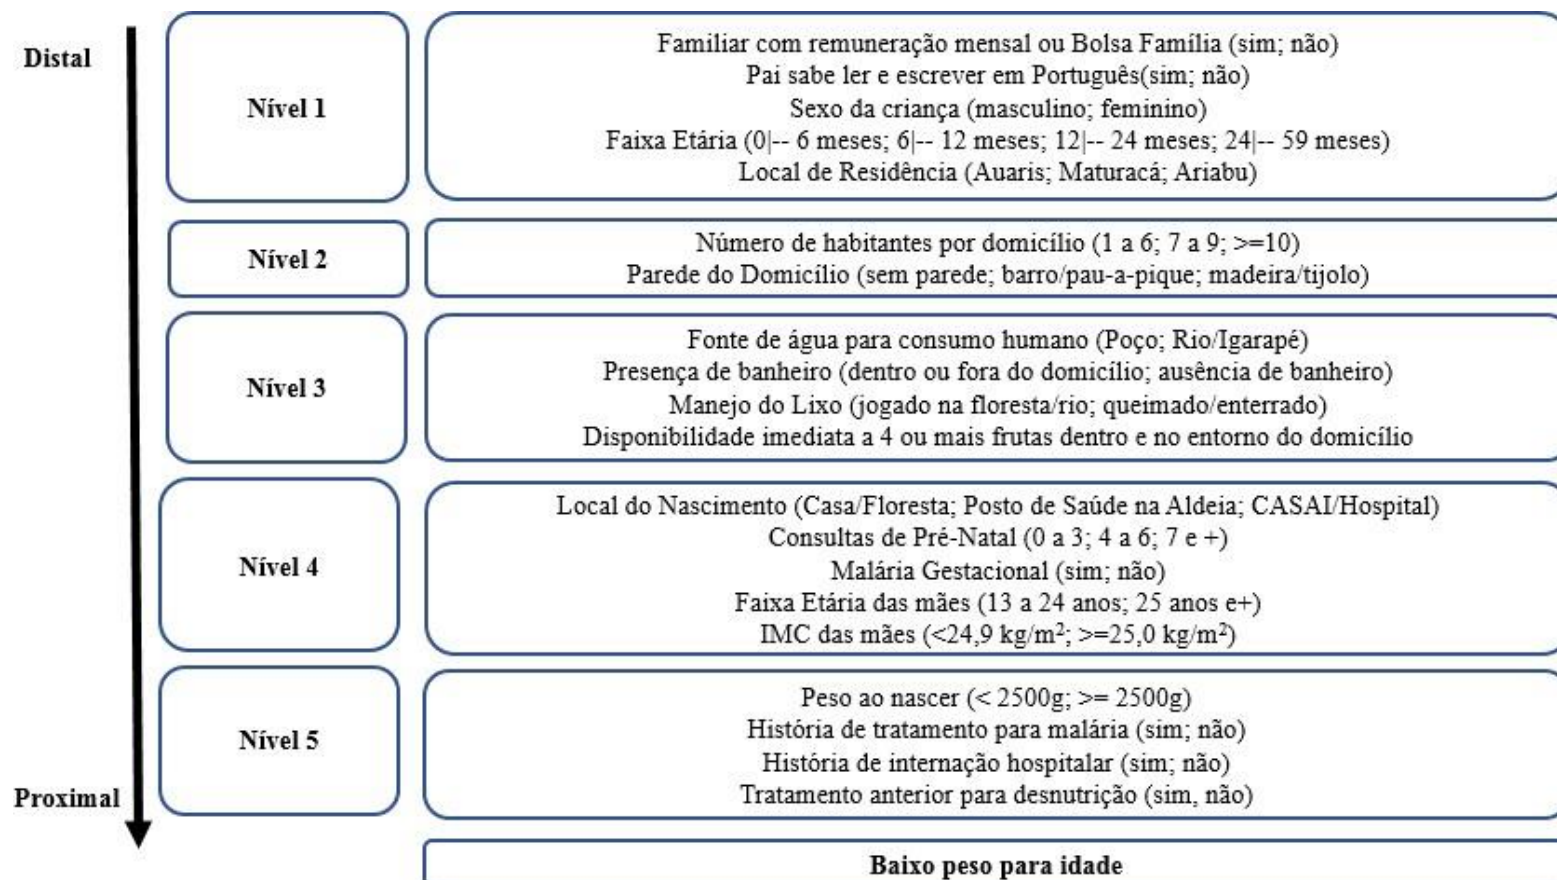 Distal
Nível 1
Familiar com remuneração mensal ou Bolsa Família (sim; não)
Pai sabe ler e escrever em Português(sim; não)
Sexo da criança (masculino; feminino)
Faixa Etária (0|-- 6 meses; 6|-- 12 meses; 12|-- 24 meses; 24|-- 59 meses)
Local de Residência (Auaris; Maturacá; Ariabu)
Nível 2
Número de habitantes por domicílio (1 a 6; 7 a 9; >=10)
Parede do Domicílio (sem parede; barro/pau-a-pique; madeira/tijolo)
Nível 3
Fonte de água para consumo humano (Poço; Rio/Igarapé)
Presença de banheiro (dentro ou fora do domicílio; ausência de banheiro)
Manejo do Lixo (jogado na floresta/rio; queimado/enterrado)
Disponibilidade imediata a 4 ou mais frutas dentro e no entorno do domicílio
Nível 4
Local do Nascimento (Casa/Floresta; Posto de Saúde na Aldeia; CASAI/Hospital)
Consultas de Pré-Natal (0 a 3; 4 a 6; 7 e +)
Malária Gestacional (sim; não)
Faixa Etária das mães (13 a 24 anos; 25 anos e+)
IMC das mães (<24,9 kg/m²; >=25,0 kg/m²)
Nível 5
Peso ao nascer (< 2500g; >= 2500g)
História de tratamento para malária (sim; não)
História de internação hospitalar (sim; não)
Tratamento anterior para desnutrição (sim, não)
Proximal
Baixo peso para idade